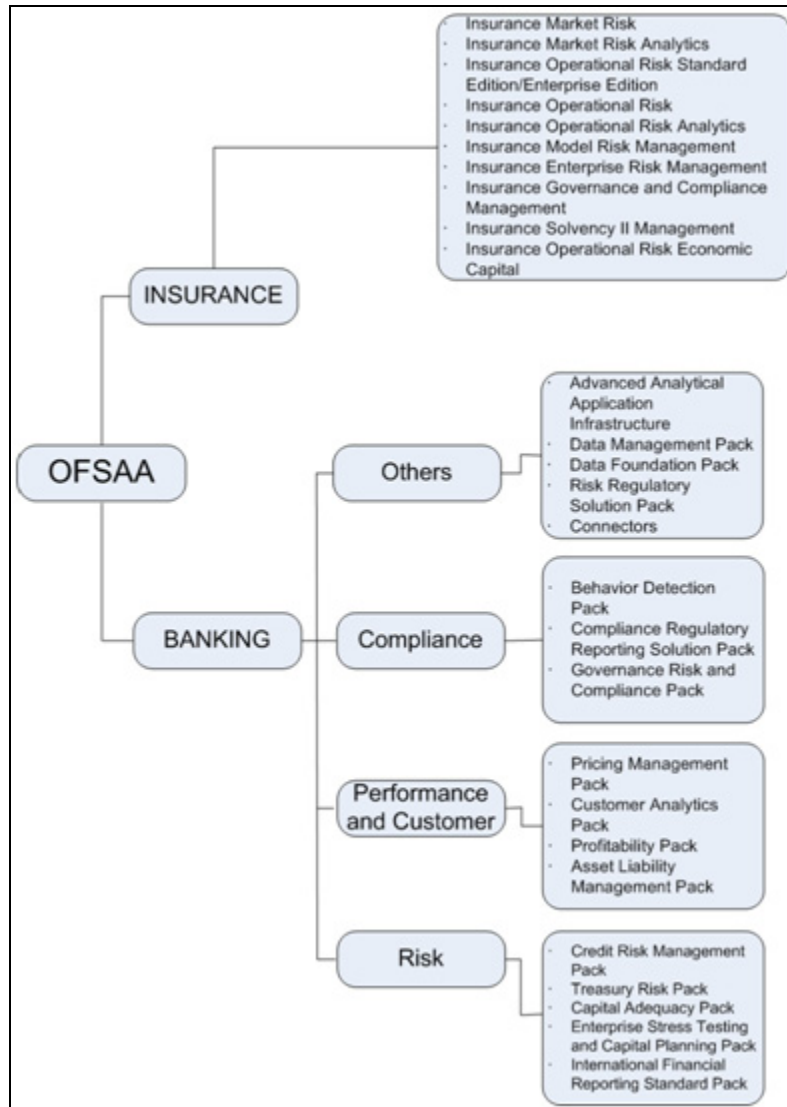 · Insurance Market Risk
· Insurance Market Risk Analytics
· Insurance Operational Risk Standard
Edition/Enterprise Edition
· Insurance Operational Risk
· Insurance Operational Risk Analytics
· Insurance Model Risk Management
· Insurance Enterprise Risk Management
· Insurance Governance and Compliance
Management
· Insurance Solvency II Management
· Insurance Operational Risk Economic
Capital
INSURANCE
OFSAA
BANKING
Others
· Advanced Analytical
Application
Infrastructure
· Data Management Pack
· Data Foundation Pack
· Risk Regulatory
Solution Pack
· Connectors
Compliance
· Behavior Detection
Pack
· Compliance Regulatory
Reporting Solution Pack
· Governance Risk and
Compliance Pack
Performance
and Customer
· Pricing Management
Pack
· Customer Analytics
Pack
· Profitability Pack
· Asset Liability
Management Pack
Risk
· Credit Risk Management
Pack
· Treasury Risk Pack
· Capital Adequacy Pack
· Enterprise Stress Testing
and Capital Planning Pack
· International Financial
Reporting Standard Pack